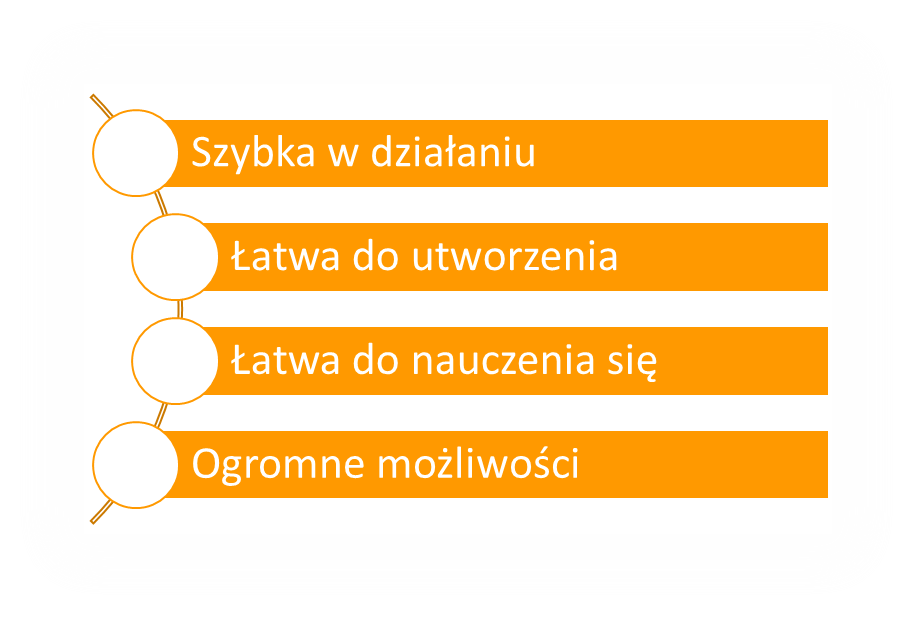 Szybka w działaniu
Łatwa do utworzenia
Łatwa do nauczenia się
Ogromne możliwości